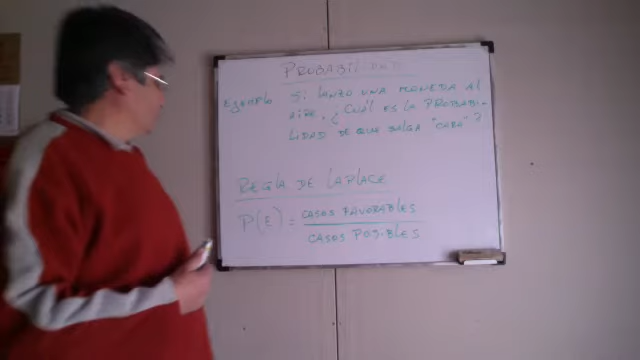 PROBABILIDAD
EJEMPLO SI LANZO UNA MONEDA AL
AIRE, ¿CUÁL ES LA PROBABI-
LIDAD DE QUE SALGA "CARA"?
REGLA DE LAPLACE
P(E) = CASOS FAVORABLES
CASOS POSIBLES